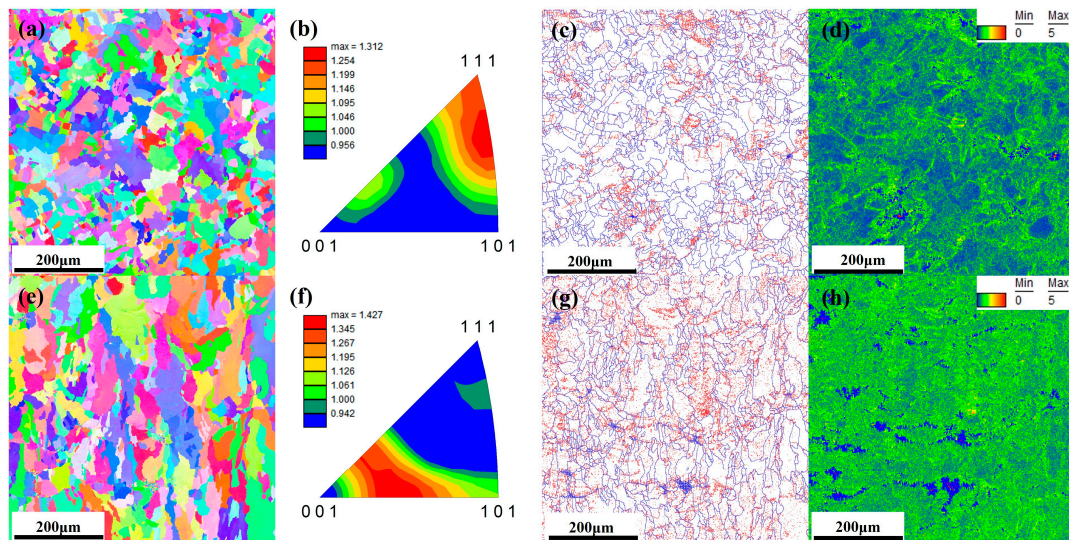 (a)
200μm
(b)
max = 1.312
1.254
1.199
1.146
1.095
1.046
1.000
0.956
1 1 1
0 0 1
1 0 1
(c)
200μm
(d)
Min Max
0 5
200μm
(e)
200μm
(f)
max = 1.427
1.345
1.267
1.195
1.126
1.061
1.000
0.942
1 1 1
0 0 1
1 0 1
(g)
200μm
(h)
Min Max
0 5
200μm